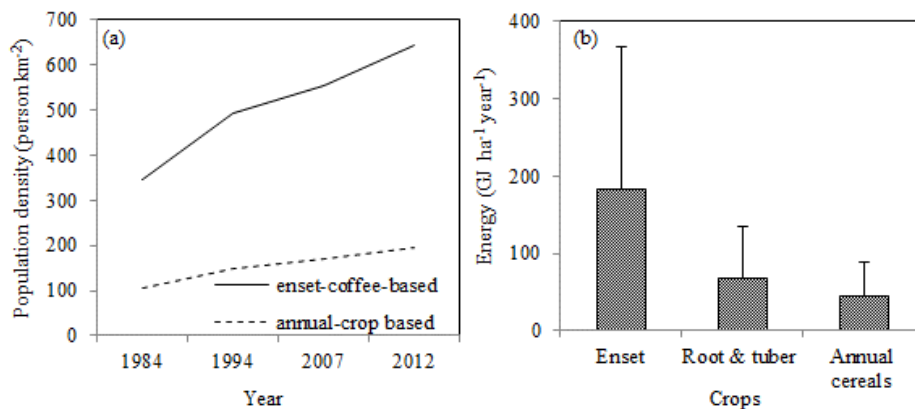 (a)
Population density (person km⁻²)
700
600
500
400
300
200
100
0
enset-coffee-based
annual-crop based
1984 1994 2007 2012
Year
(b)
Energy (GJ ha⁻¹ year⁻¹)
400
300
200
100
0
Enset Root & tuber Annual
cereals
Crops